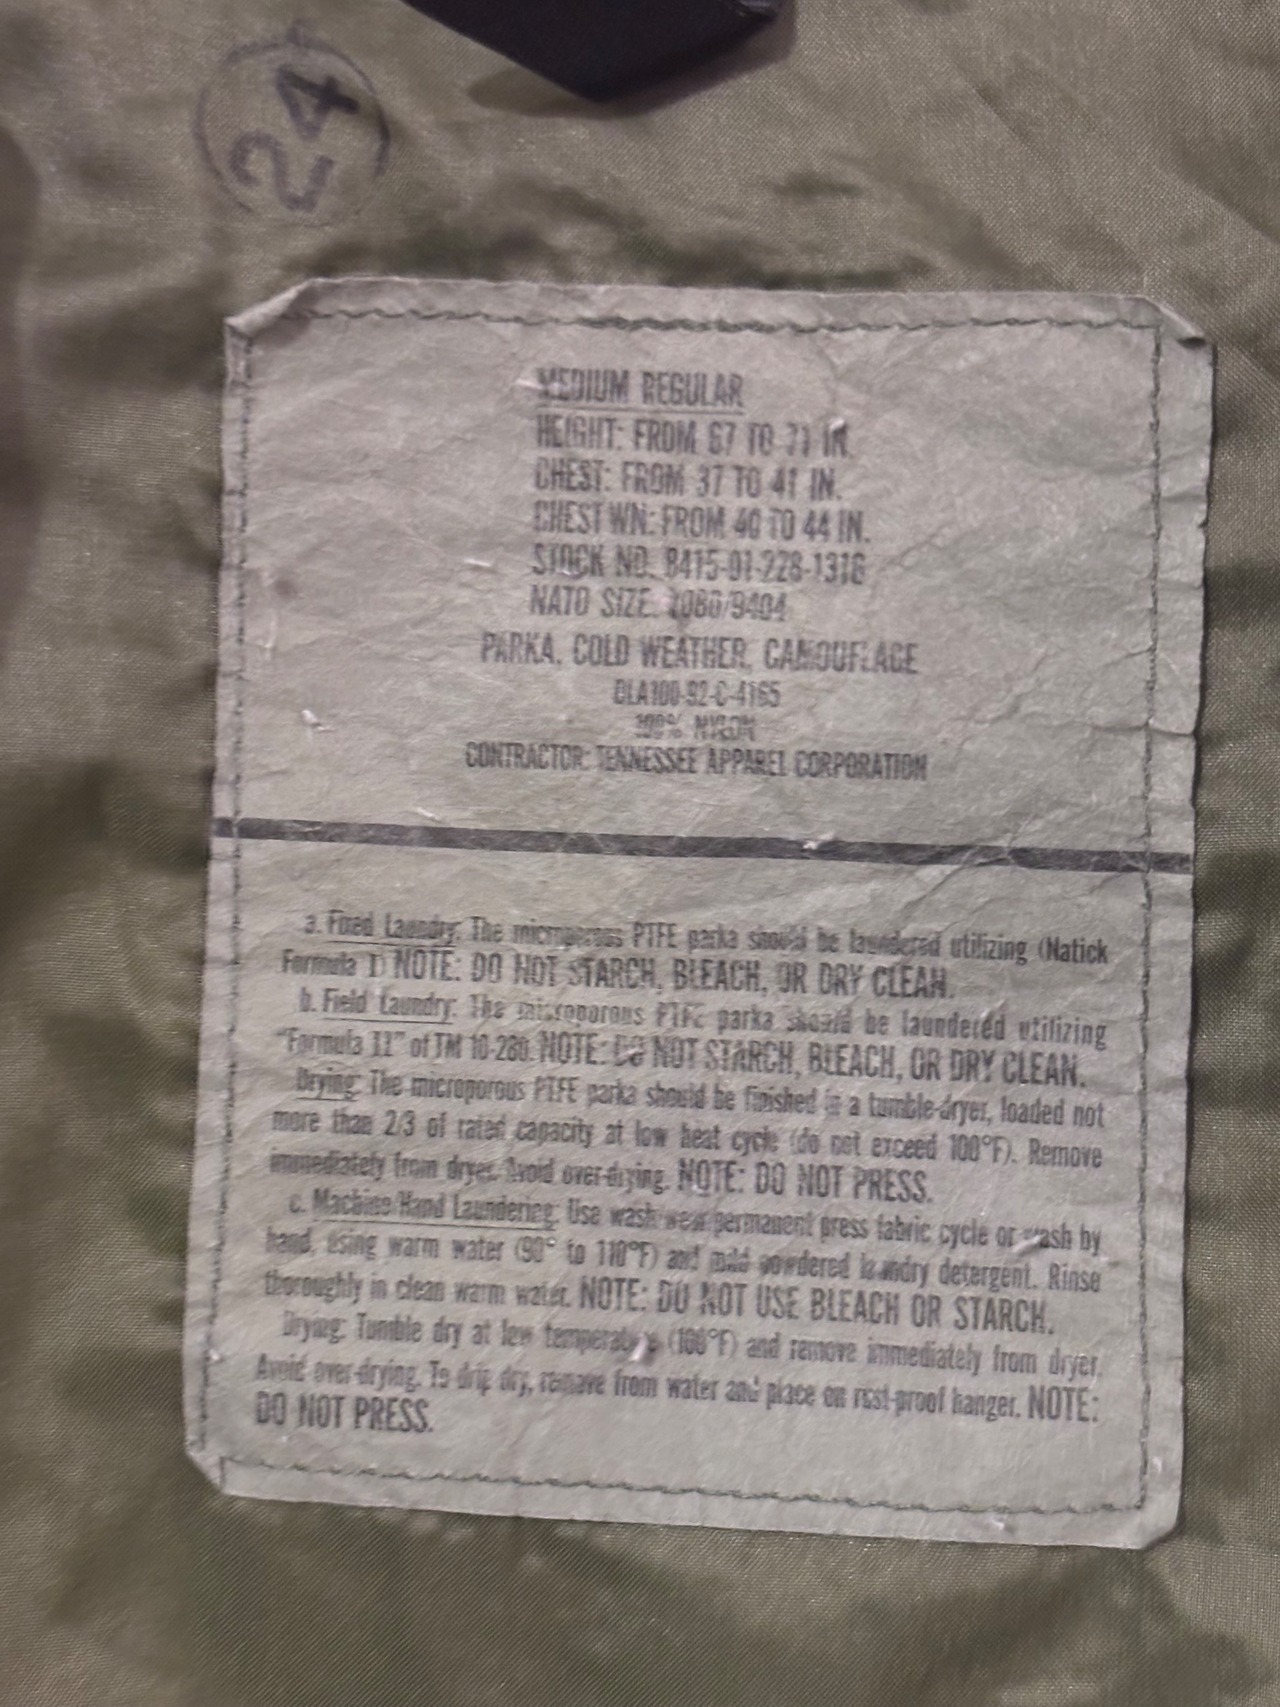 24
MEDIUM REGULAR
HEIGHT: FROM 67 TO 71 IN.
CHEST: FROM 37 TO 41 IN.
CHEST WN: FROM 40 TO 44 IN.
STOCK NO. 8415-01-228-1316
NATO SIZE. 7080/9404
PARKA, COLD WEATHER, CAMOUFLAGE
DLA100-92-C-4165
100% NYLON
CONTRACTOR: TENNESSEE APPAREL CORPORATION
a. Fixed Laundry: The microporous PTFE parka should be laundered utilizing (Natick
Formula I) NOTE: DO NOT STARCH, BLEACH, OR DRY CLEAN.
b. Field Laundry: The microporous PTFE parka should be laundered utilizing
"Formula II" of TM 10-280. NOTE: DO NOT STARCH, BLEACH, OR DRY CLEAN.
Drying: The microporous PTFE parka should be finished in a tumble-dryer, loaded not
more than 2/3 of rated capacity at low heat cycle (do not exceed 100°F). Remove
immediately from dryer. Avoid over-drying. NOTE: DO NOT PRESS.
c. Machine/Hand Laundering: Use wash-wear/permanent press fabric cycle or wash by
hand, using warm water (90° to 110°F) and mild powdered laundry detergent. Rinse
thoroughly in clean warm water. NOTE: DO NOT USE BLEACH OR STARCH.
Drying: Tumble dry at low temperature (100°F) and remove immediately from dryer.
Avoid over-drying. To drip dry, remove from water and place on rust-proof hanger. NOTE:
DO NOT PRESS.